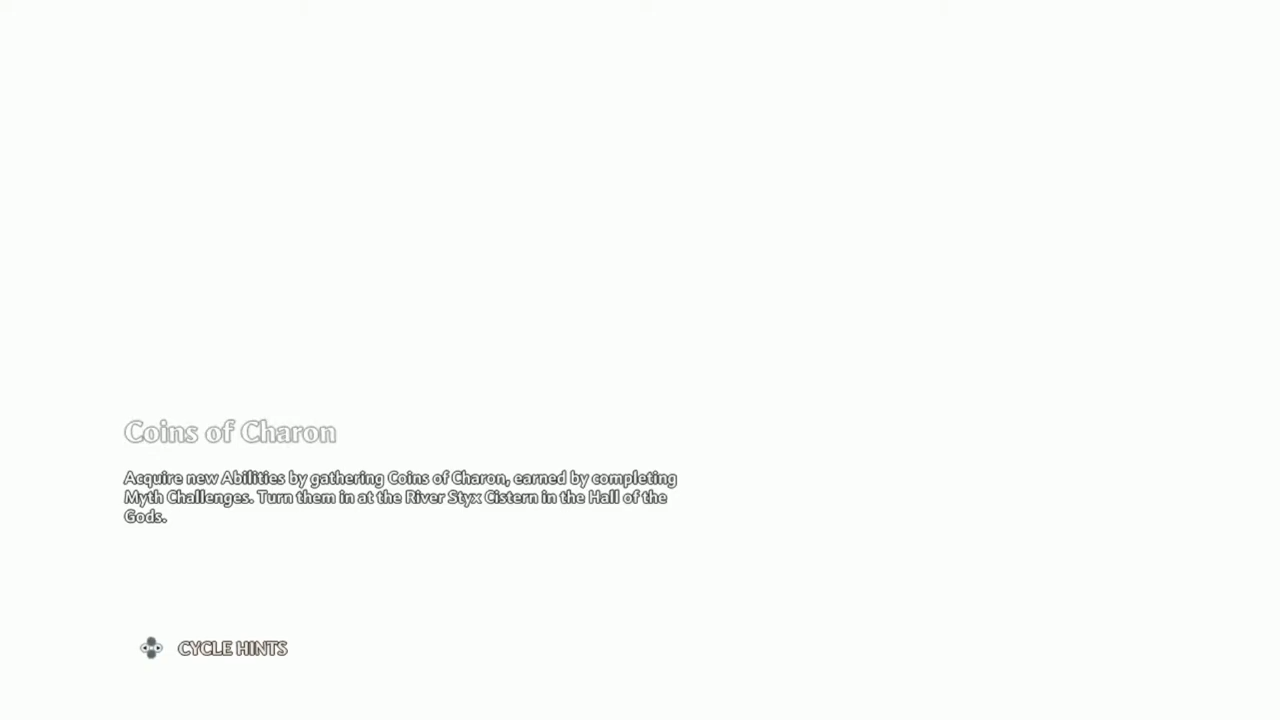 Coins of Charon
Acquire new Abilities by gathering Coins of Charon, earned by completing
Myth Challenges. Turn them in at the River Styx Cistern in the Hall of the
Gods.
CYCLE HINTS